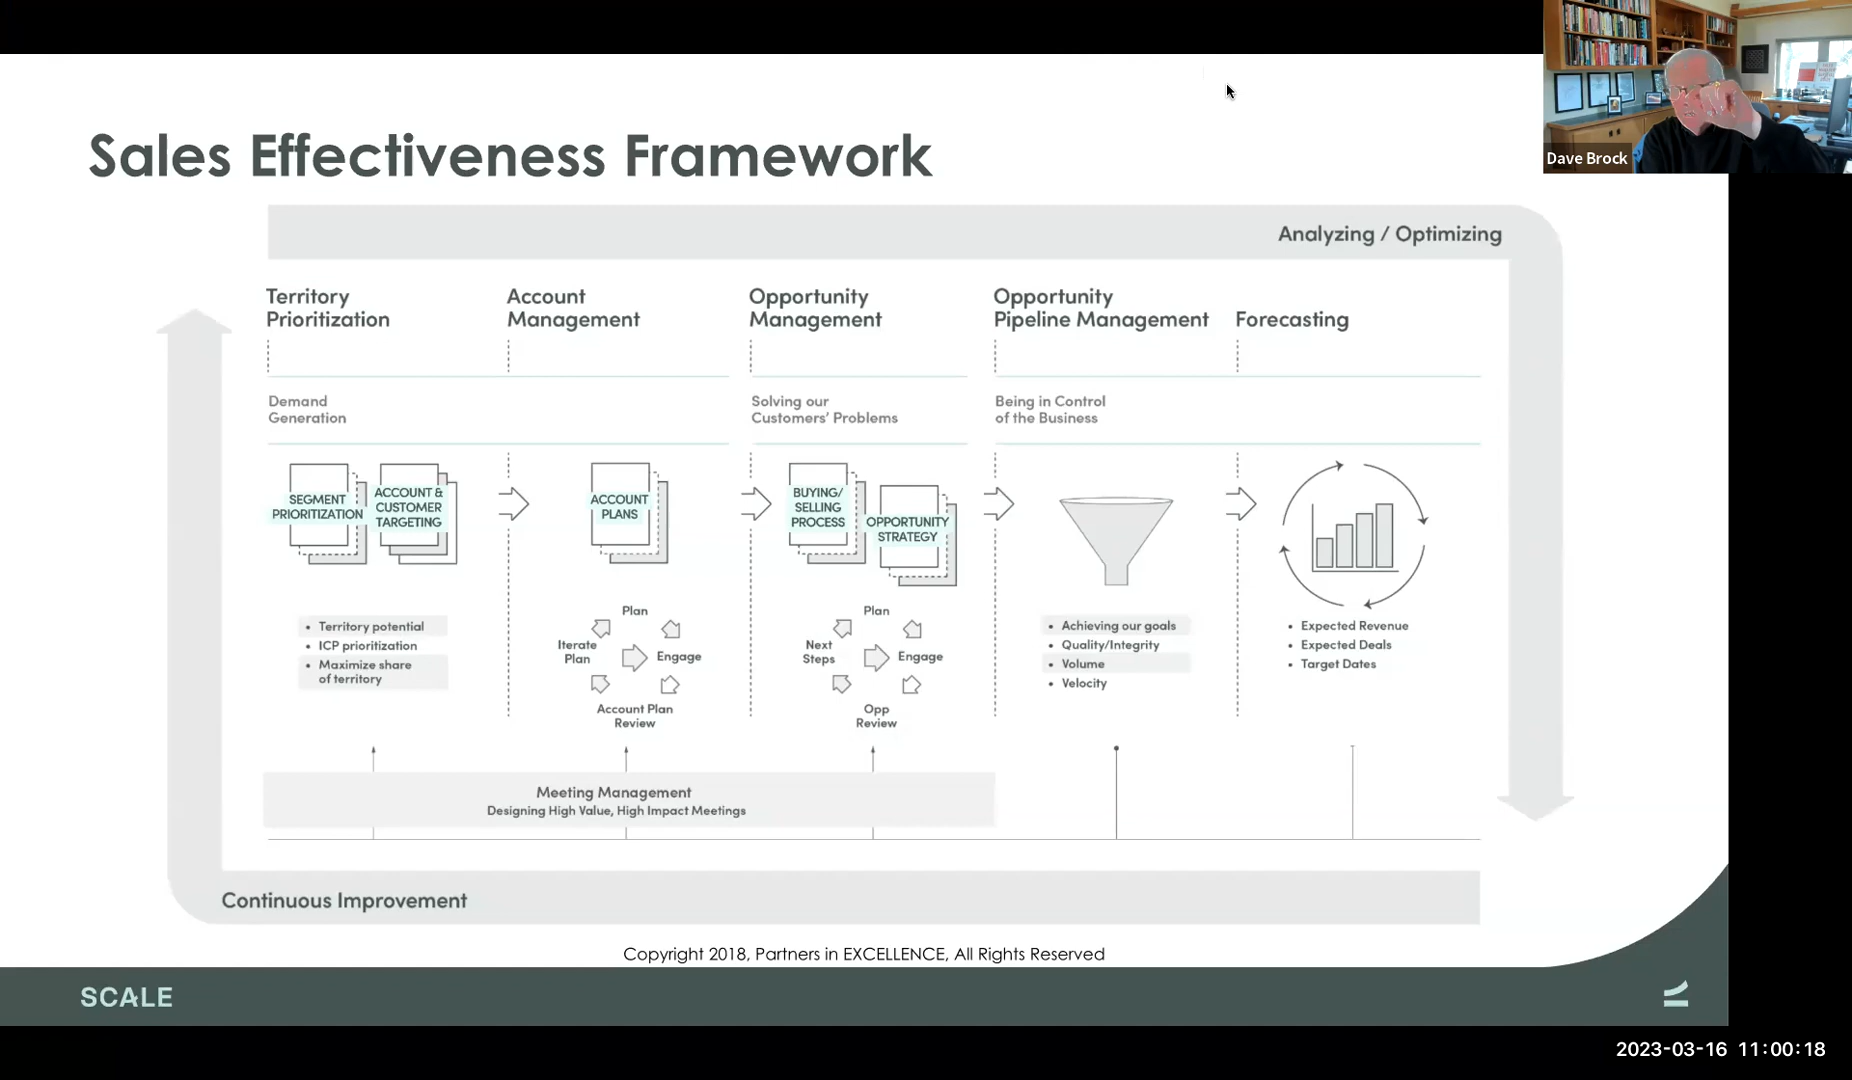 Dave Brock
Sales Effectiveness Framework
Analyzing / Optimizing
Territory
Prioritization
Account
Management
Opportunity
Management
Opportunity
Pipeline Management
Forecasting
Demand
Generation
Solving our
Customers' Problems
Being in Control
of the Business
SEGMENT
PRIORITIZATION
ACCOUNT &
CUSTOMER
TARGETING
ACCOUNT
PLANS
BUYING/
SELLING
PROCESS
OPPORTUNITY
STRATEGY
• Territory potential
• ICP prioritization
• Maximize share
of territory
Plan
Iterate
Plan
Engage
Account Plan
Review
Plan
Next
Steps
Engage
Opp
Review
• Achieving our goals
• Quality/Integrity
• Volume
• Velocity
• Expected Revenue
• Expected Deals
• Target Dates
Meeting Management
Designing High Value, High Impact Meetings
Continuous Improvement
Copyright 2018, Partners in EXCELLENCE, All Rights Reserved
SCALE
2023-03-16 11:00:18